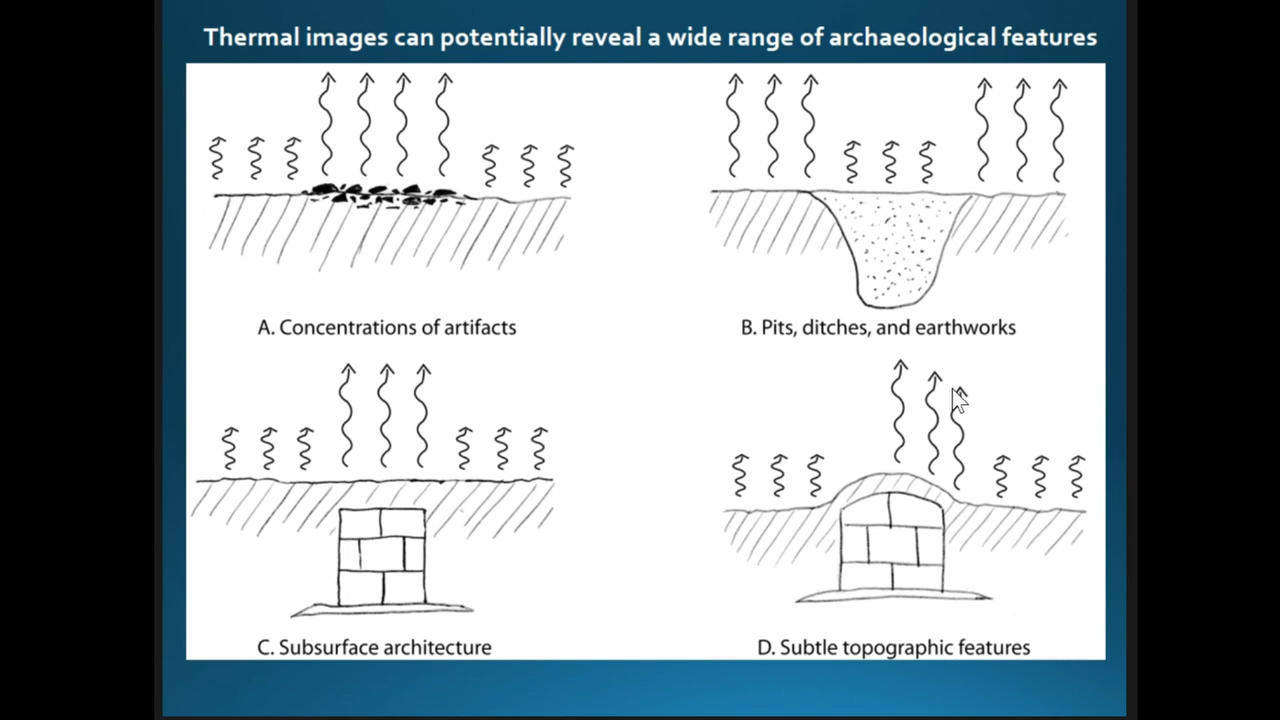 Thermal images can potentially reveal a wide range of archaeological features
A. Concentrations of artifacts
B. Pits, ditches, and earthworks
C. Subsurface architecture
D. Subtle topographic features